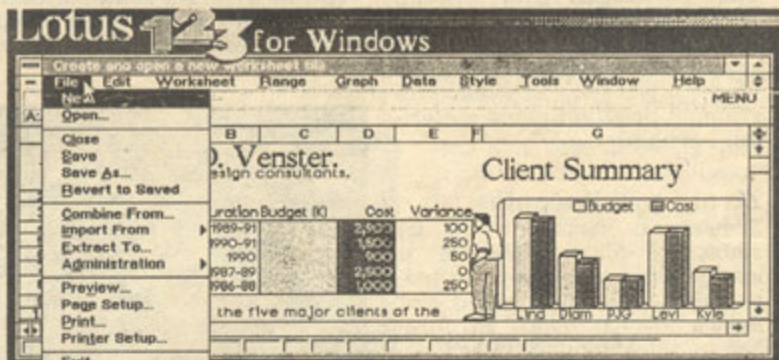 Lotus 123 for Windows
Create and open a new worksheet file
File Edit Worksheet Range Graph Data Style Tools Window Help
New
MENU
Open...
A:
B C D E F G
Close
Save
Save As...
Revert to Saved
D. Venster.
design consultants.
Client Summary
Combine From...
Import From
Extract To...
Administration
uration Budget (K) Cost Variance
Budget Cost
1989-91 2,900 100
1990-91 1,500 250
1990 900 50
1987-89 2,500 0
1986-88 1,000 250
Preview...
Page Setup...
Print...
Printer Setup...
the five major clients of the
Lind Diam PJG Levi Kyle
Exit